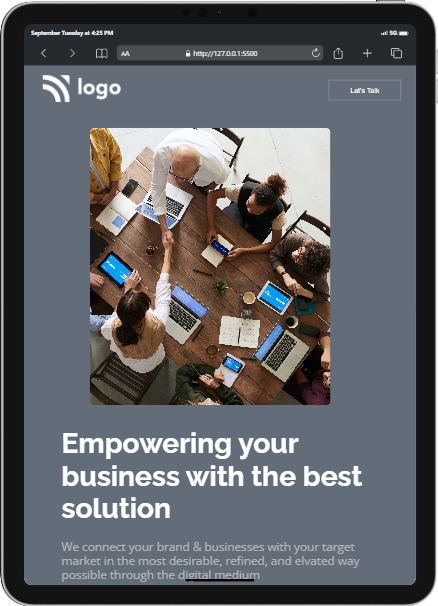 September Tuesday at 4:25 PM
5G
AA
http://127.0.0.1:5500
logo
Let's Talk
Empowering your
business with the best
solution
We connect your brand & businesses with your target
market in the most desirable, refined, and elvated way
possible through the digital medium